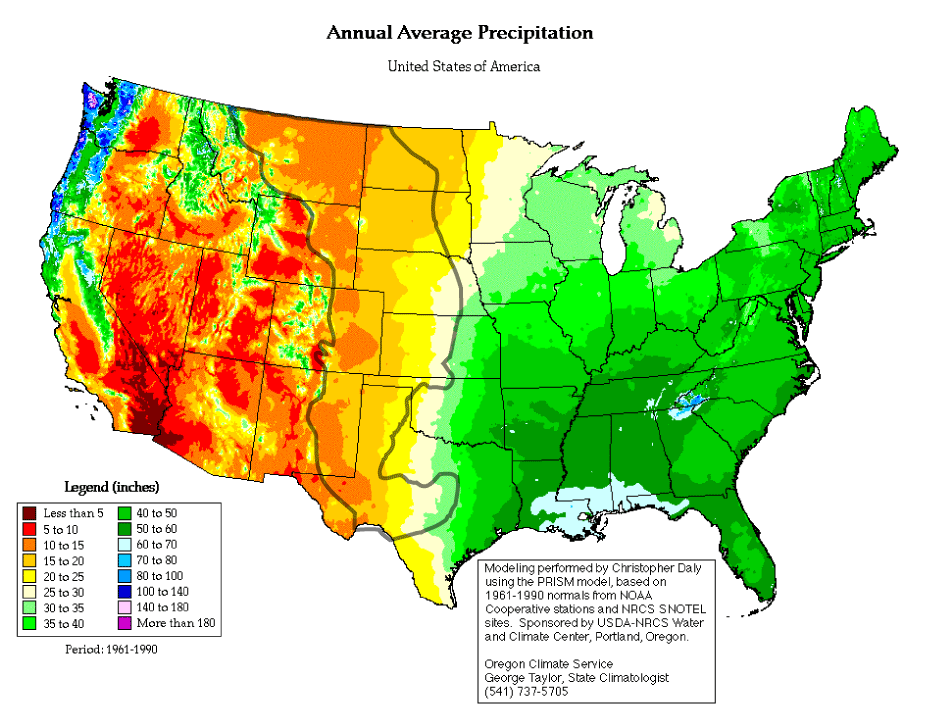 Annual Average Precipitation
United States of America
Legend (inches)
Less than 5
5 to 10
10 to 15
15 to 20
20 to 25
25 to 30
30 to 35
35 to 40
40 to 50
50 to 60
60 to 70
70 to 80
80 to 100
100 to 140
140 to 180
More than 180
Period: 1961-1990
Modeling performed by Christopher Daly
using the PRISM model, based on
1961-1990 normals from NOAA
Cooperative stations and NRCS SNOTEL
sites. Sponsored by USDA-NRCS Water
and Climate Center, Portland, Oregon.
Oregon Climate Service
George Taylor, State Climatologist
(541) 737-5705